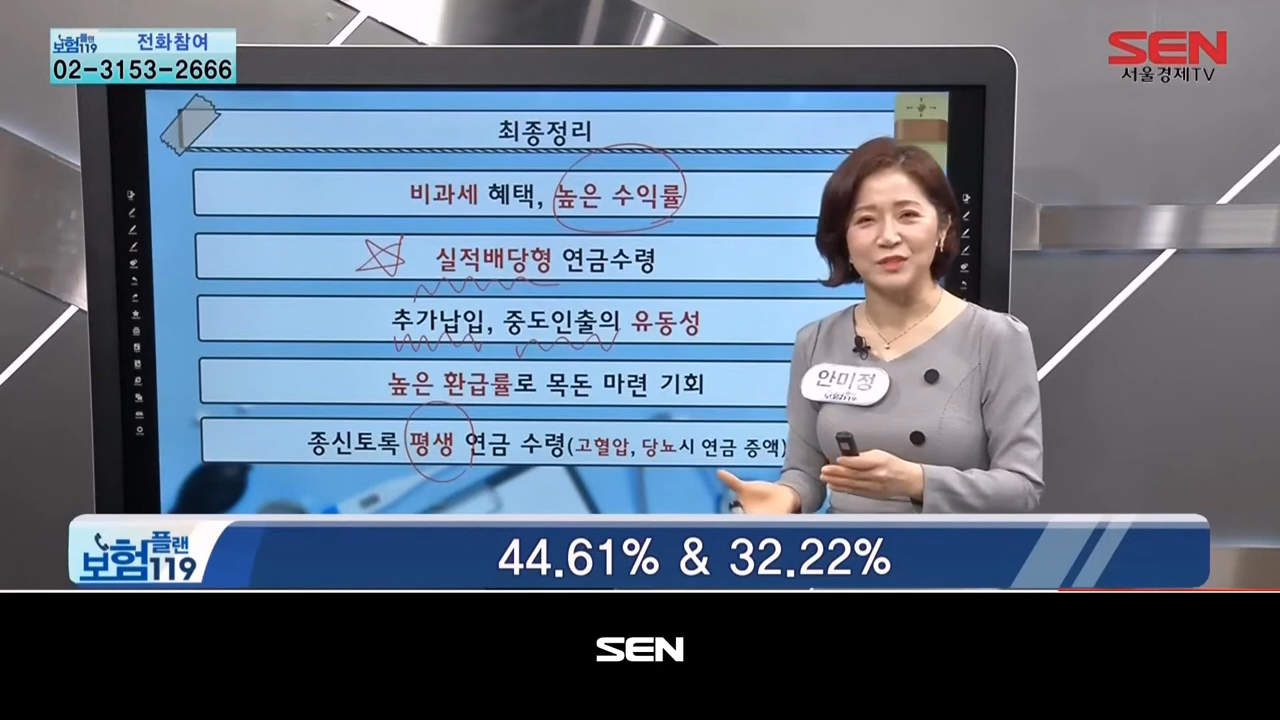 보험플랜119 전화참여
02-3153-2666
SEN
서울경제TV
최종정리
비과세 혜택, 높은 수익률
실적배당형 연금수령
추가납입, 중도인출의 유동성
높은 환급률로 목돈 마련 기회
종신토록 평생 연금 수령(고혈압, 당뇨시 연금 증액)
안미정
보험119
보험플랜119
44.61% & 32.22%
SEN